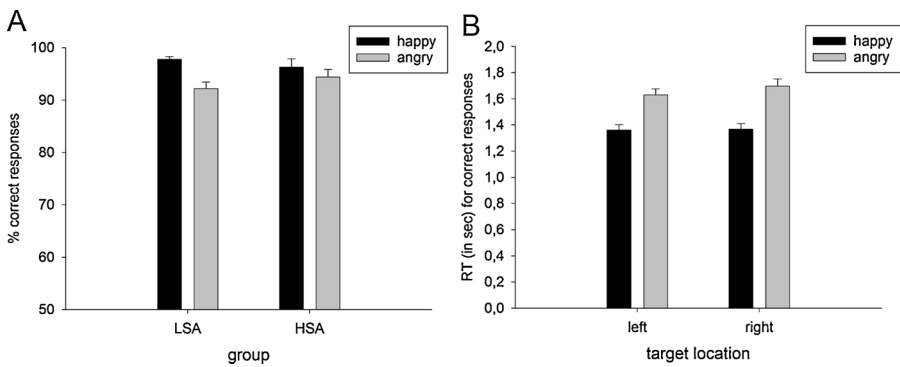 A
happy
angry
100
90
80
70
60
50
% correct responses
LSA
HSA
group
B
happy
angry
2,0
1,8
1,6
1,4
1,2
1,0
0,8
0,6
0,4
0,2
0,0
RT (in sec) for correct responses
left
right
target location